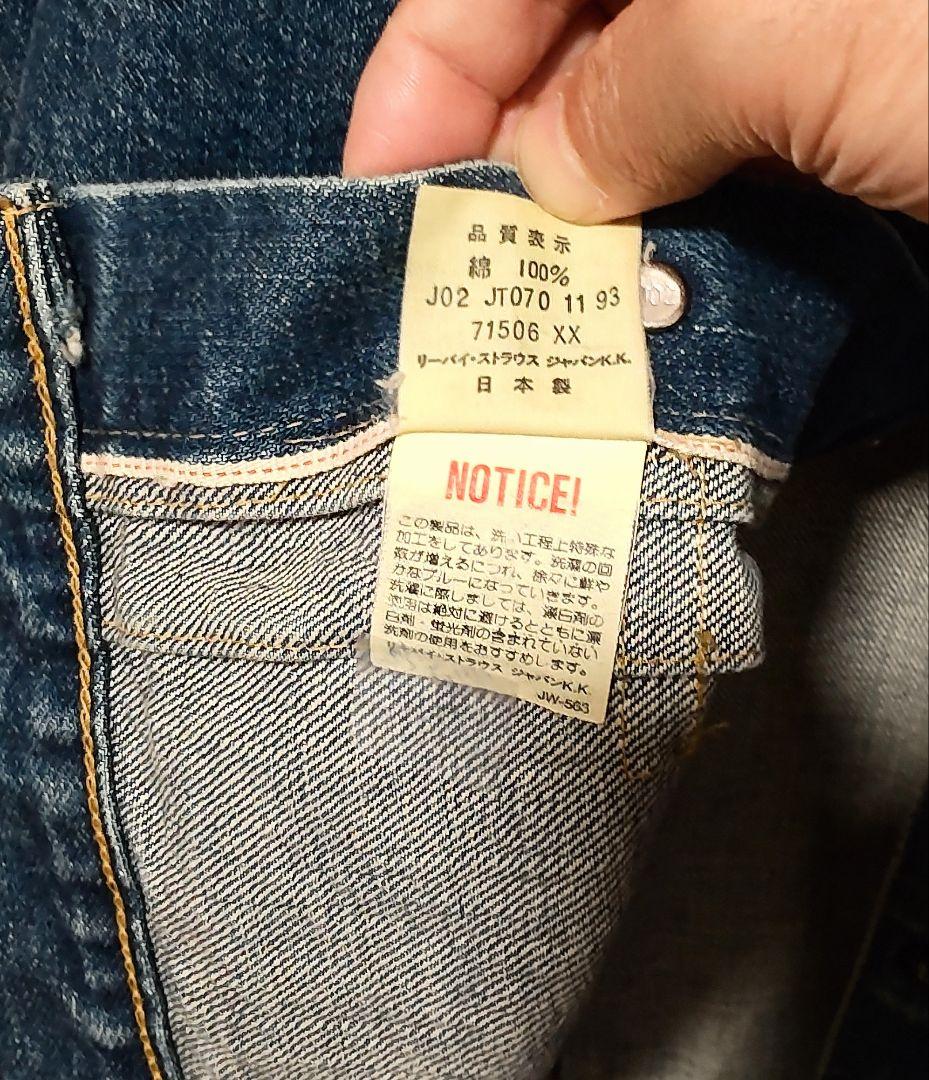 品質表示
綿 100%
J02 JT070 11 93
71506 XX
リーバイ・ストラウス ジャパンK.K.
日本製
J02
NOTICE!
この製品は、洗い工程上特殊な
加工をしてあります。洗濯の回
数が増えるにつれ、徐々に鮮や
かなブルーになっていきます。
洗濯に際しましては、漂白剤の
使用は絶対に避けるとともに漂
白剤・蛍光剤の含まれていない
洗剤の使用をおすすめします。
リーバイ・ストラウス ジャパンK.K.
JW-563